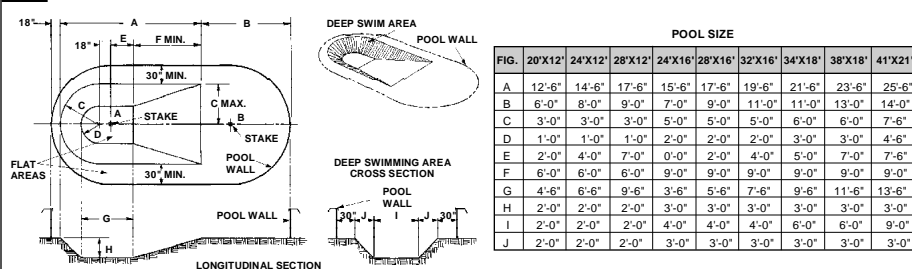 18"
A
B
E
F MIN.
18"
30" MIN.
C
D
A
STAKE
C MAX.
B
STAKE
FLAT
AREAS
POOL
WALL
30" MIN.
G
POOL WALL
H
LONGITUDINAL SECTION
DEEP SWIM AREA
POOL WALL
DEEP SWIMMING AREA
CROSS SECTION
POOL
WALL
30" J I J 30"
POOL SIZE
FIG. 20'X12' 24'X12' 28'X12' 24'X16' 28'X16' 32'X16' 34'X18' 38'X18' 41'X21'
A 12'-6" 14'-6" 17'-6" 15'-6" 17'-6" 19'-6" 21'-6" 23'-6" 25'-6"
B 6'-0" 8'-0" 9'-0" 7'-0" 9'-0" 11'-0" 11'-0" 13'-0" 14'-0"
C 3'-0" 3'-0" 3'-0" 5'-0" 5'-0" 5'-0" 6'-0" 6'-0" 7'-6"
D 1'-0" 1'-0" 1'-0" 2'-0" 2'-0" 2'-0" 3'-0" 3'-0" 4'-6"
E 2'-0" 4'-0" 7'-0" 0'-0" 2'-0" 4'-0" 5'-0" 7'-0" 7'-6"
F 6'-0" 6'-0" 6'-0" 9'-0" 9'-0" 9'-0" 9'-0" 9'-0" 9'-0"
G 4'-6" 6'-6" 9'-6" 3'-6" 5'-6" 7'-6" 9'-6" 11'-6" 13'-6"
H 2'-0" 2'-0" 2'-0" 3'-0" 3'-0" 3'-0" 3'-0" 3'-0" 3'-0"
I 2'-0" 2'-0" 2'-0" 4'-0" 4'-0" 4'-0" 6'-0" 6'-0" 9'-0"
J 2'-0" 2'-0" 2'-0" 3'-0" 3'-0" 3'-0" 3'-0" 3'-0" 3'-0"